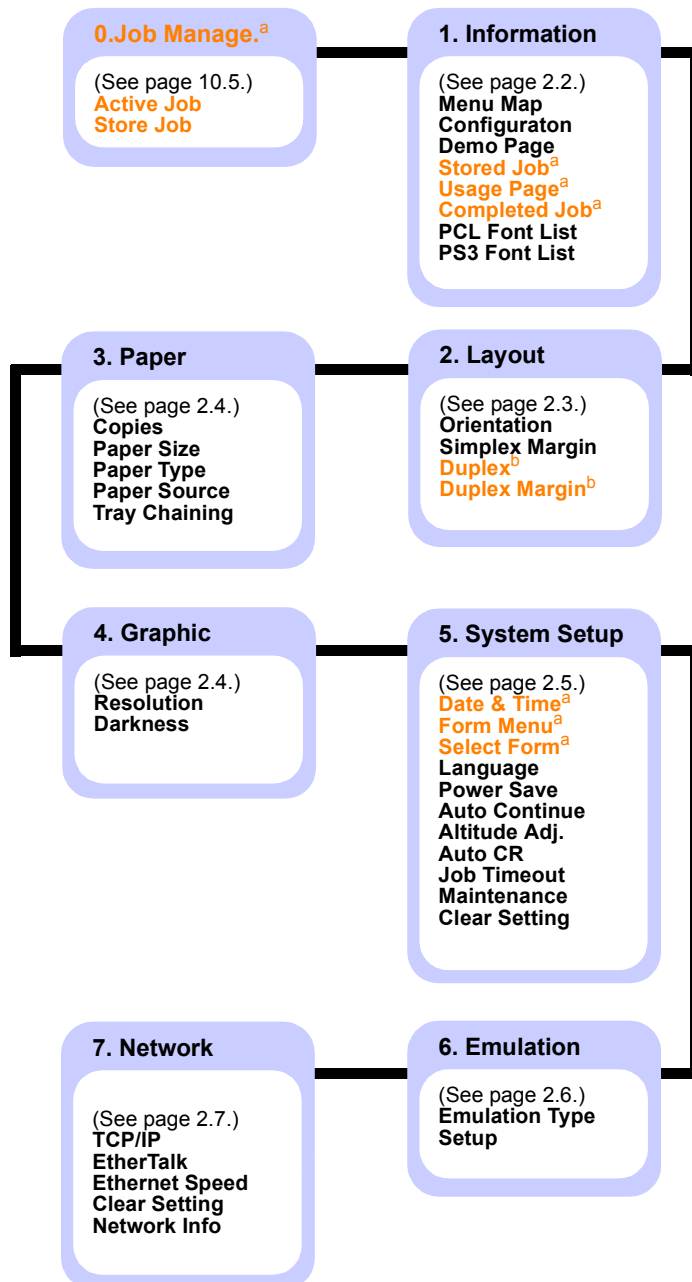 0.Job Manage.a
(See page 10.5.)
Active Job
Store Job
1. Information
(See page 2.2.)
Menu Map
Configuraton
Demo Page
Stored Joba
Usage Pagea
Completed Joba
PCL Font List
PS3 Font List
3. Paper
(See page 2.4.)
Copies
Paper Size
Paper Type
Paper Source
Tray Chaining
2. Layout
(See page 2.3.)
Orientation
Simplex Margin
Duplexb
Duplex Marginb
4. Graphic
(See page 2.4.)
Resolution
Darkness
5. System Setup
(See page 2.5.)
Date & Timea
Form Menua
Select Forma
Language
Power Save
Auto Continue
Altitude Adj.
Auto CR
Job Timeout
Maintenance
Clear Setting
7. Network
(See page 2.7.)
TCP/IP
EtherTalk
Ethernet Speed
Clear Setting
Network Info
6. Emulation
(See page 2.6.)
Emulation Type
Setup